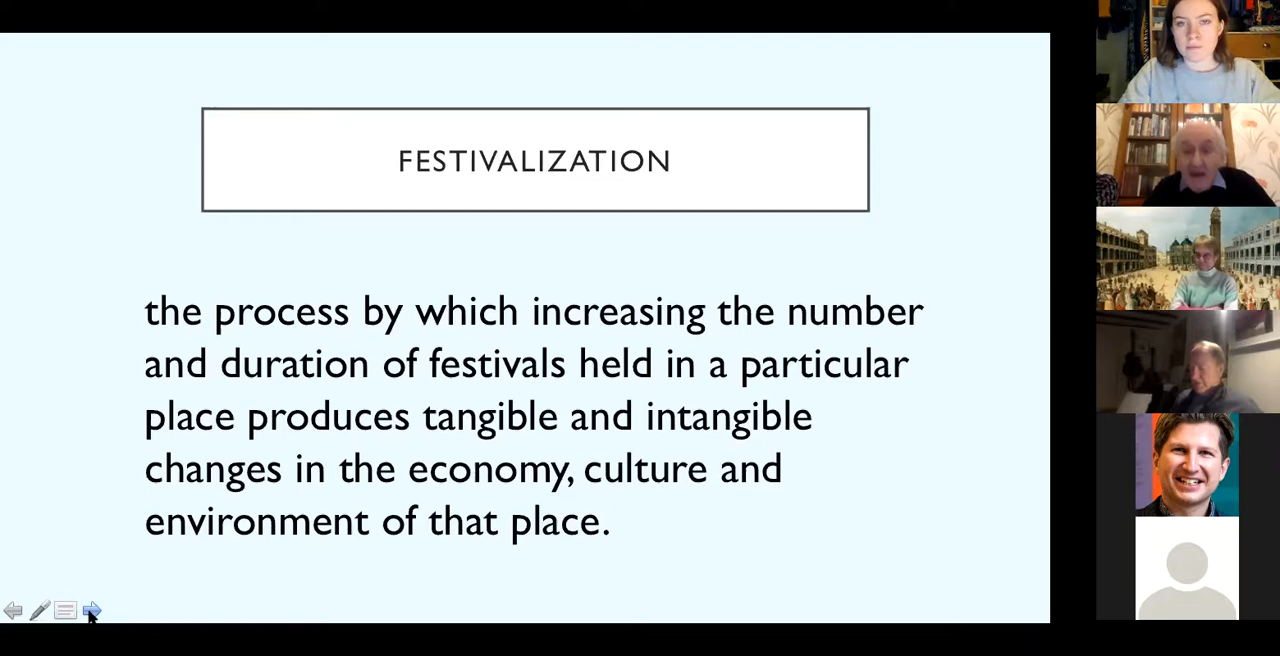 FESTIVALIZATION
the process by which increasing the number
and duration of festivals held in a particular
place produces tangible and intangible
changes in the economy, culture and
environment of that place.